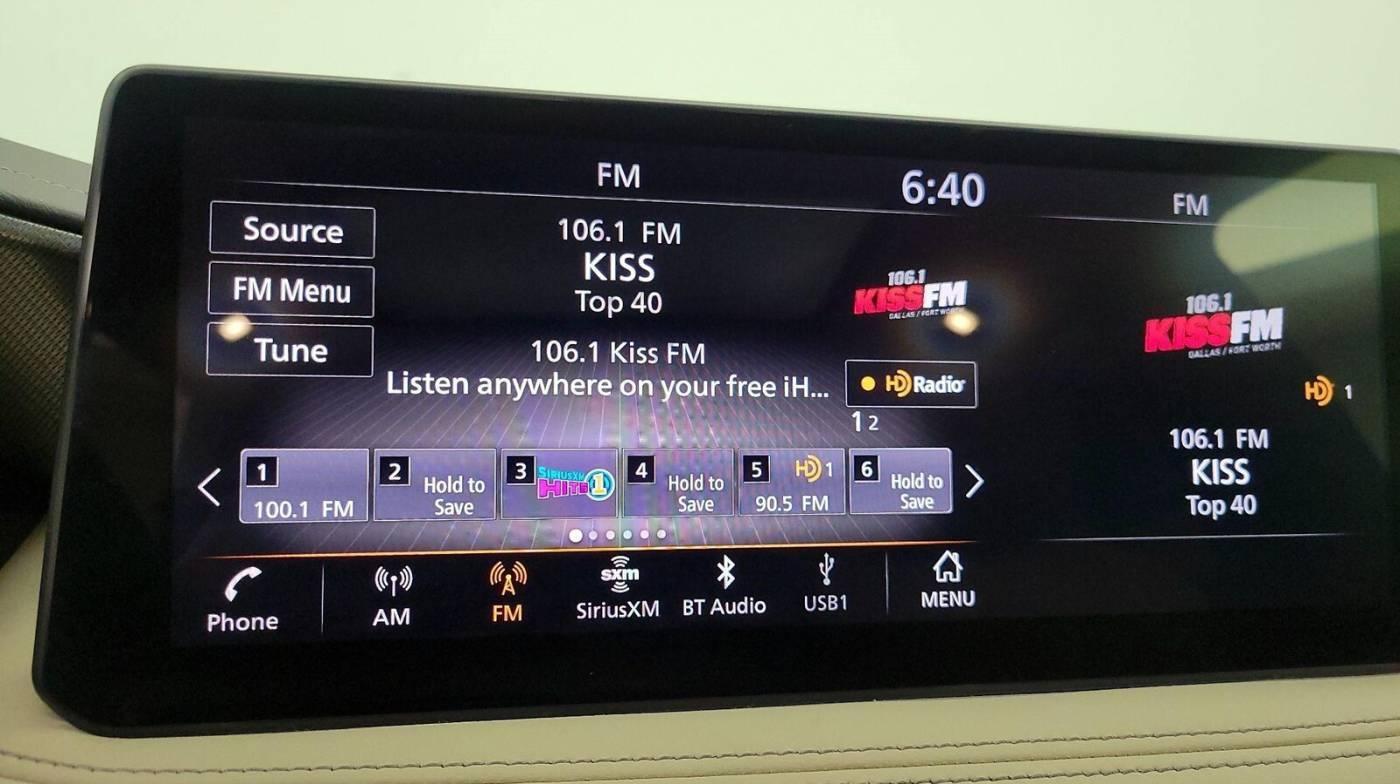 FM
6:40
FM
Source
FM Menu
Tune
106.1 FM
KISS
Top 40
106.1
KISSFM
DALLAS / FORT WORTH
106.1 Kiss FM
Listen anywhere on your free iH...
HD Radio
1 2
1
100.1 FM
2
Hold to
Save
3
SIRIUSXM
HITS 1
4
Hold to
Save
5 HD 1
90.5 FM
6
Hold to
Save
Phone
AM
FM
sxm
SiriusXM
BT Audio
USB1
MENU
106.1
KISSFM
DALLAS / FORT WORTH
HD 1
106.1 FM
KISS
Top 40